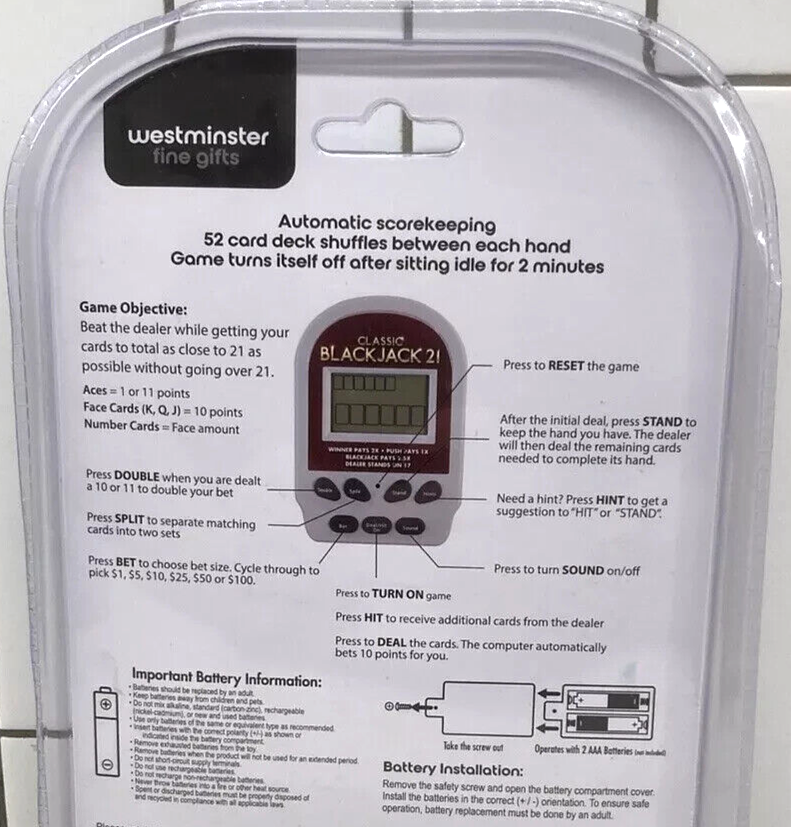 westminster
fine gifts
Automatic scorekeeping
52 card deck shuffles between each hand
Game turns itself off after sitting idle for 2 minutes
Game Objective:
Beat the dealer while getting your
cards to total as close to 21 as
possible without going over 21.
Aces = 1 or 11 points
Face Cards (K, Q, J) = 10 points
Number Cards = Face amount
CLASSIC
BLACKJACK 21
WINNER PAYS 2X • PUSH PAYS 1X
BLACKJACK PAYS
DEALER STANDS ON 17
Double
Split
Stand
Hint
Bet
Deal/Hit
On
Sound
Press to RESET the game
After the initial deal, press STAND to
keep the hand you have. The dealer
will then deal the remaining cards
needed to complete its hand.
Press DOUBLE when you are dealt
a 10 or 11 to double your bet
Need a hint? Press HINT to get a
suggestion to "HIT" or "STAND".
Press SPLIT to separate matching
cards into two sets
Press BET to choose bet size. Cycle through to
pick $1, $5, $10, $25, $50 or $100.
Press to turn SOUND on/off
Press to TURN ON game
Press HIT to receive additional cards from the dealer
Press to DEAL the cards. The computer automatically
bets 10 points for you.
Important Battery Information:
• Batteries should be replaced by an adult.
• Keep batteries away from children and pets.
• Do not mix alkaline, standard (carbon-zinc), rechargeable
(nickel-cadmium), or new and used batteries.
• Use only batteries of the same or equivalent type as recommended.
• Insert batteries with the correct polarity (+/-) as shown or
indicated inside the battery compartment.
• Remove exhausted batteries from the toy.
• Remove batteries when the product will not be used for an extended period.
• Do not short-circuit supply terminals.
• Do not use rechargeable batteries.
• Do not recharge non-rechargeable batteries.
• Never throw batteries into a fire or other heat source.
• Spent or discharged batteries must be properly disposed of
and recycled in compliance with all applicable laws.
Take the screw out
Operates with 2 AAA Batteries (not included)
Battery Installation:
Remove the safety screw and open the battery compartment cover.
Install the batteries in the correct (+ / -) orientation. To ensure safe
operation, battery replacement must be done by an adult.